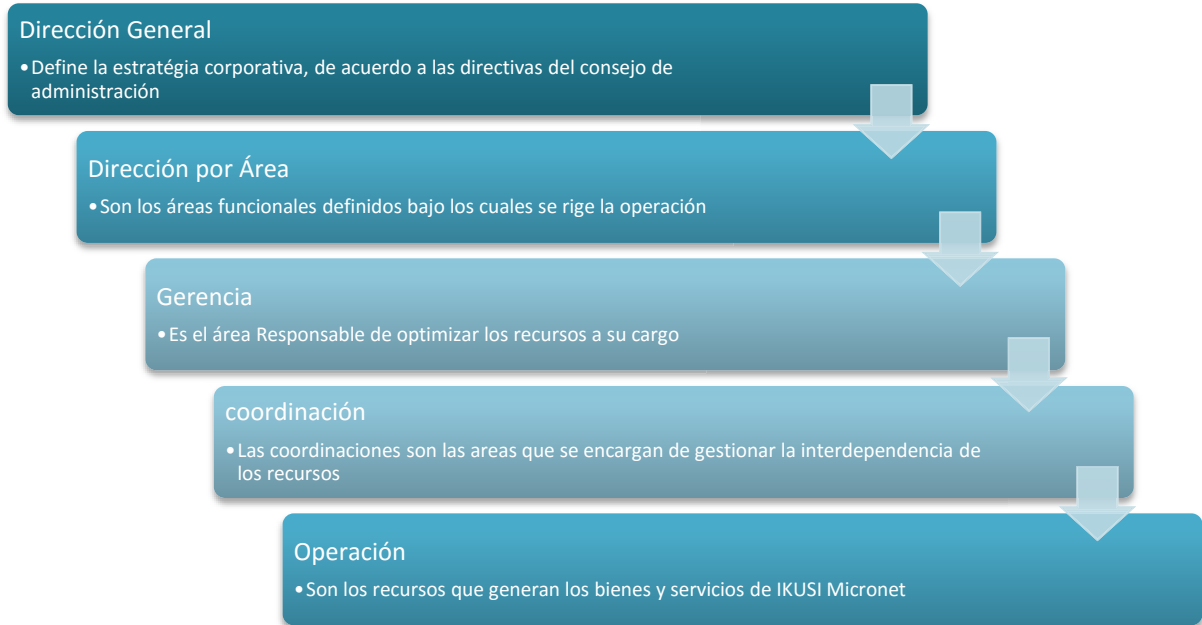 Dirección General
•Define la estratégia corporativa, de acuerdo a las directivas del consejo de
administración
Dirección por Área
•Son los áreas funcionales definidos bajo los cuales se rige la operación
Gerencia
•Es el área Responsable de optimizar los recursos a su cargo
coordinación
•Las coordinaciones son las areas que se encargan de gestionar la interdependencia de
los recursos
Operación
•Son los recursos que generan los bienes y servicios de IKUSI Micronet